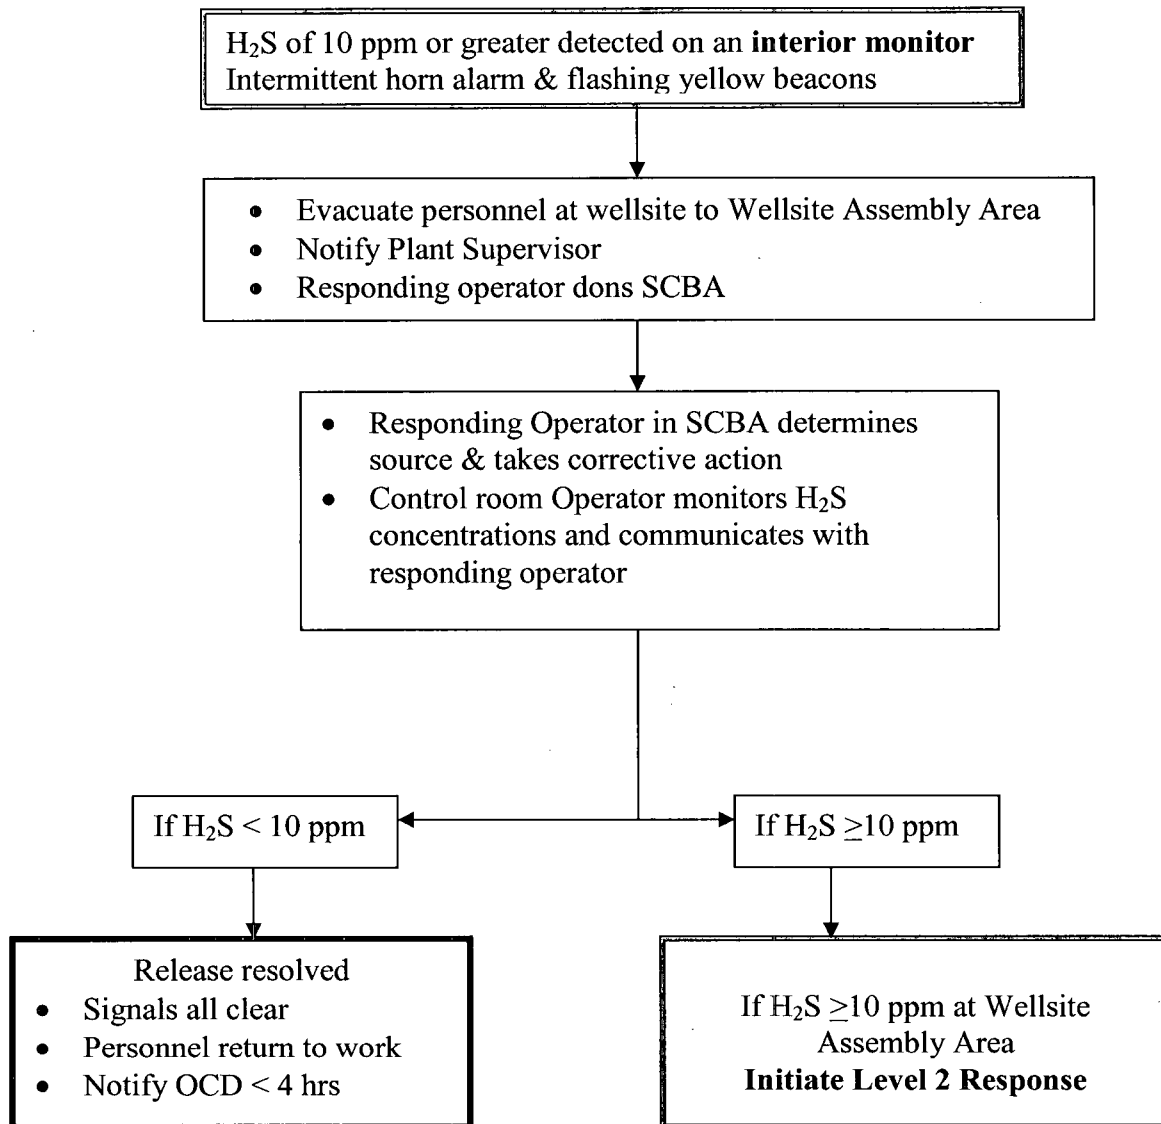 H₂S of 10 ppm or greater detected on an interior monitor
Intermittent horn alarm & flashing yellow beacons
• Evacuate personnel at wellsite to Wellsite Assembly Area
• Notify Plant Supervisor
• Responding operator dons SCBA
• Responding Operator in SCBA determines
source & takes corrective action
• Control room Operator monitors H₂S
concentrations and communicates with
responding operator
If H₂S < 10 ppm
If H₂S ≥10 ppm
Release resolved
• Signals all clear
• Personnel return to work
• Notify OCD < 4 hrs
If H₂S ≥10 ppm at Wellsite
Assembly Area
Initiate Level 2 Response